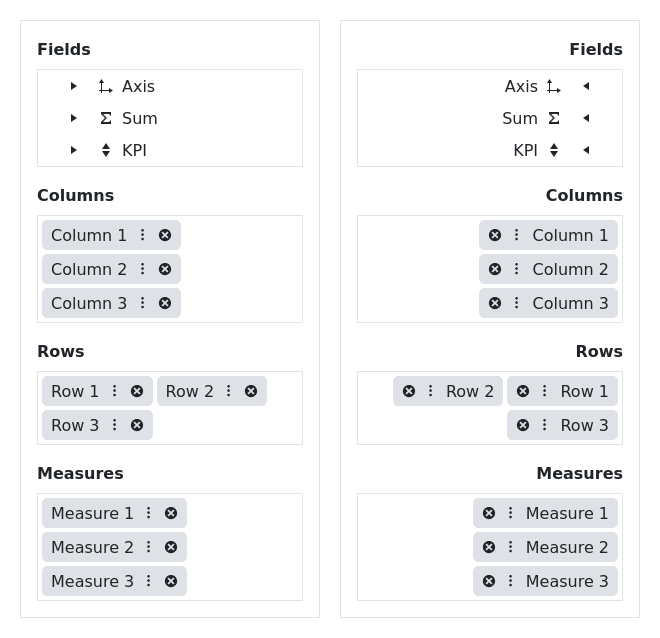 Fields
Axis
Sum
KPI
Columns
Column 1
Column 2
Column 3
Rows
Row 1 Row 2
Row 3
Measures
Measure 1
Measure 2
Measure 3
Fields
Axis
Sum
KPI
Columns
Column 1
Column 2
Column 3
Rows
Row 2 Row 1
Row 3
Measures
Measure 1
Measure 2
Measure 3